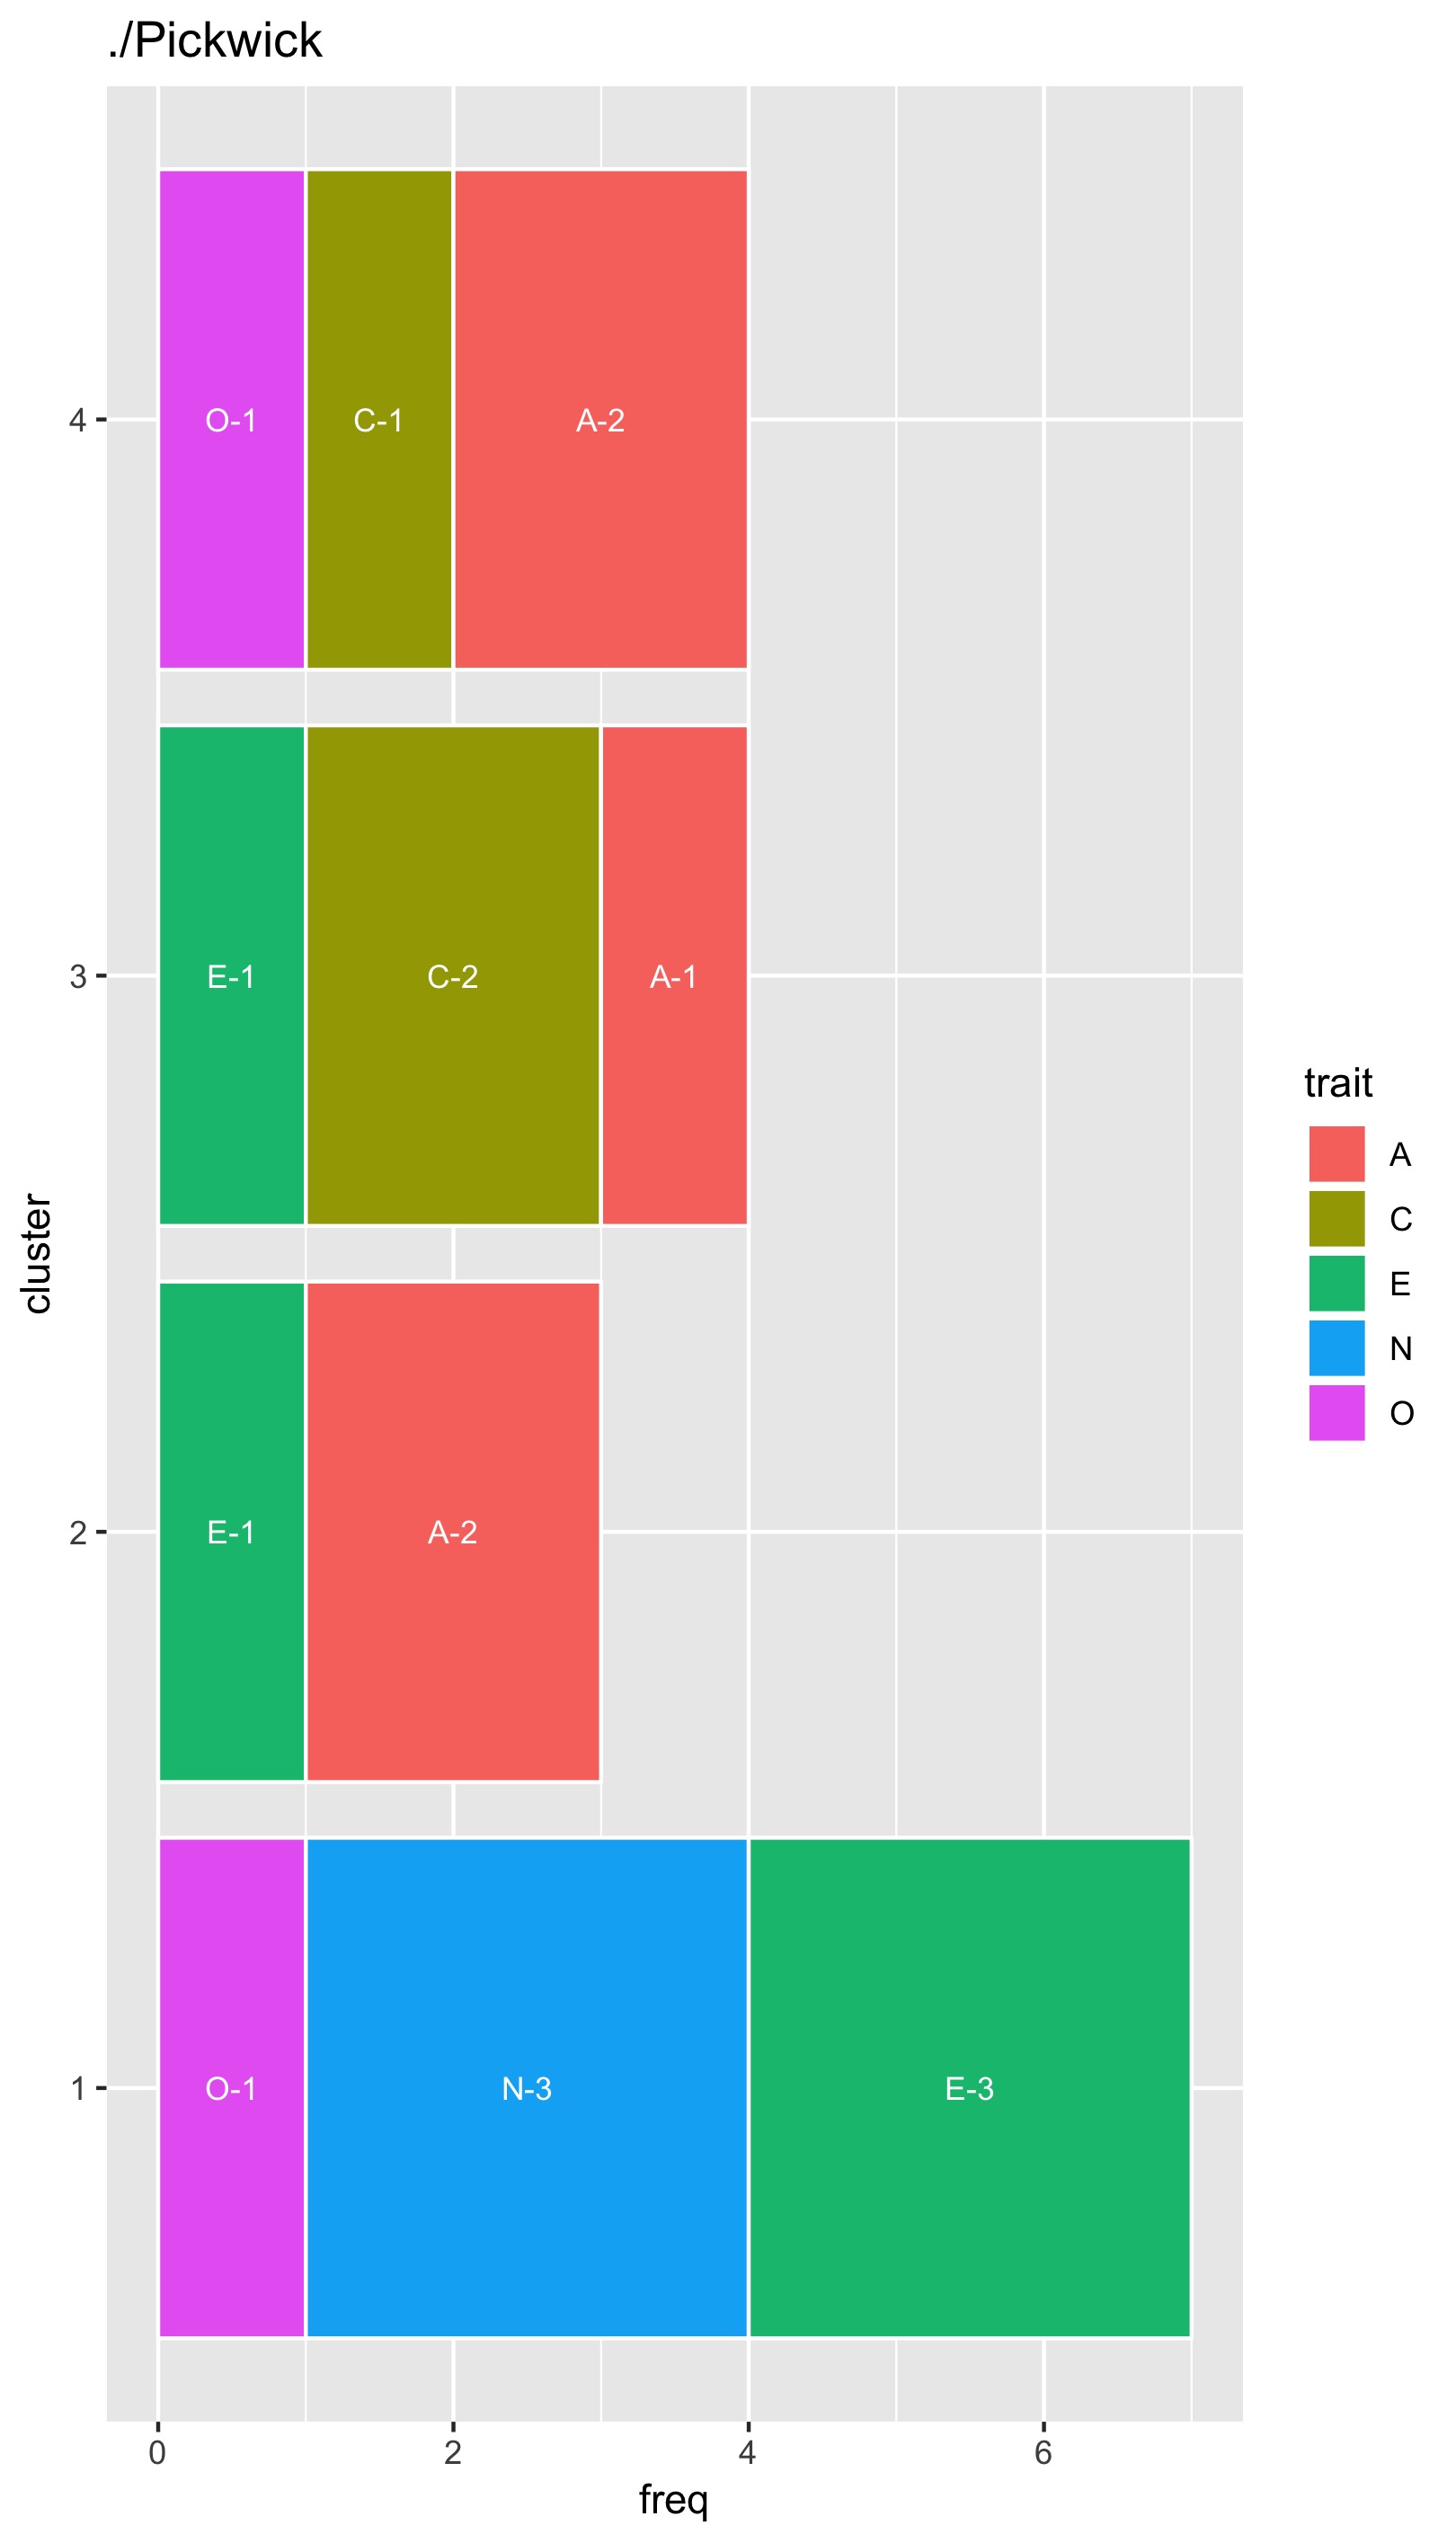 ./Pickwick
4
O-1 C-1 A-2
3
E-1 C-2 A-1
2
E-1 A-2
1
O-1 N-3 E-3
0 2 4 6
freq
cluster
trait
A
C
E
N
O